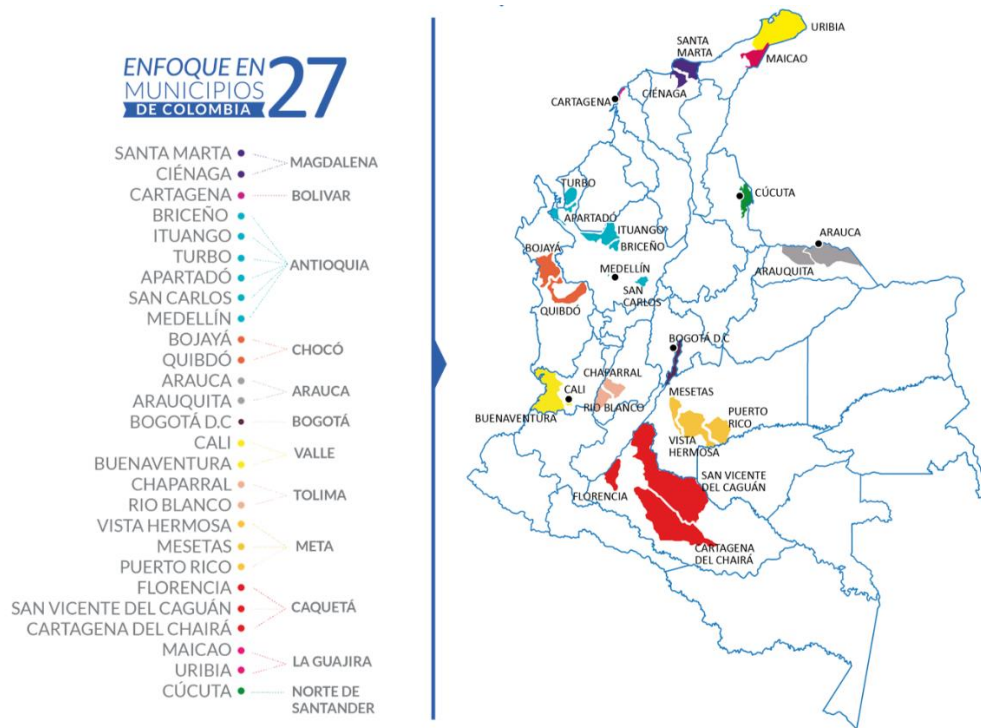 ENFOQUE EN 27
MUNICIPIOS
DE COLOMBIA
SANTA MARTA
CIÉNAGA
MAGDALENA
CARTAGENA
BOLIVAR
BRICEÑO
ITUANGO
TURBO
APARTADÓ
SAN CARLOS
MEDELLÍN
ANTIOQUIA
BOJAYÁ
QUIBDÓ
CHOCÓ
ARAUCA
ARAUQUITA
ARAUCA
BOGOTÁ D.C
BOGOTÁ
CALI
BUENAVENTURA
VALLE
CHAPARRAL
RIO BLANCO
TOLIMA
VISTA HERMOSA
MESETAS
PUERTO RICO
META
FLORENCIA
SAN VICENTE DEL CAGUÁN
CARTAGENA DEL CHAIRÁ
CAQUETÁ
MAICAO
URIBIA
LA GUAJIRA
CÚCUTA
NORTE DE
SANTANDER
URIBIA
SANTA
MARTA
MAICAO
CIÉNAGA
CARTAGENA
TURBO
CÚCUTA
APARTADÓ
ITUANGO
BRICEÑO
ARAUCA
BOJAYÁ
ARAUQUITA
MEDELLÍN
SAN
CARLOS
QUIBDÓ
BOGOTÁ D.C
CHAPARRAL
CALI
MESETAS
RIO BLANCO
BUENAVENTURA
PUERTO
RICO
VISTA
HERMOSA
SAN VICENTE
DEL CAGUÁN
FLORENCIA
CARTAGENA
DEL CHAIRÁ